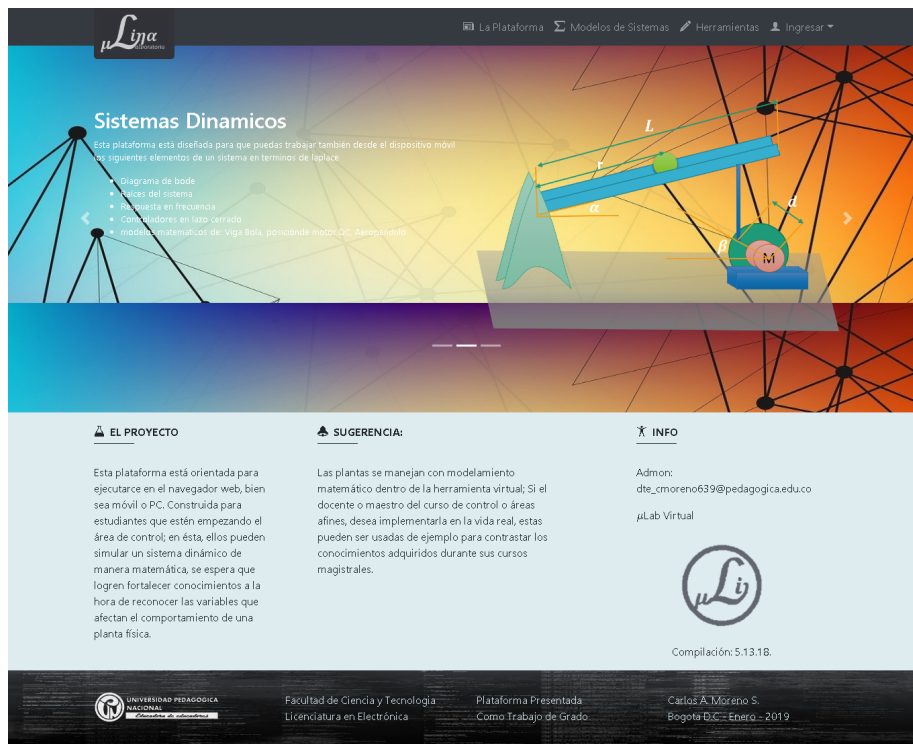 μLina
Laboratorio
La Plataforma
Modelos de Sistemas
Herramientas
Ingresar
Sistemas Dinamicos
Esta plataforma está diseñada para que puedas trabajar también desde el dispositivo móvil
los siguientes elementos de un sistema en terminos de laplace
Diagrama de bode
Raíces del sistema
Respuesta en frecuencia
Controladores en lazo cerrado
modelos matematicos de: Viga Bola, posición de motor DC, Aeropendulo
L
r
α
d
β
M
EL PROYECTO
Esta plataforma está orientada para
ejecutarce en el navegador web, bien
sea móvil o PC. Construida para
estudiantes que estén empezando el
área de control; en ésta, ellos pueden
simular un sistema dinámico de
manera matemática, se espera que
logren fortalecer conocimientos a la
hora de reconocer las variables que
afectan el comportamiento de una
planta física.
SUGERENCIA:
Las plantas se manejan con modelamiento
matemático dentro de la herramienta virtual; Si el
docente o maestro del curso de control o áreas
afines, desea implementarla en la vida real, estas
pueden ser usadas de ejemplo para contrastar los
conocimientos adquiridos durante sus cursos
magistrales.
INFO
Admon:
dte_cmoreno639@pedagogica.edu.co
μLab Virtual
μLi
Compilación: 5.13.18.
UNIVERSIDAD PEDAGOGICA
NACIONAL
Educadora de educadores
Facultad de Ciencia y Tecnologia
Licenciatura en Electrónica
Plataforma Presentada
Como Trabajo de Grado
Carlos A. Moreno S.
Bogota D.C - Enero - 2019